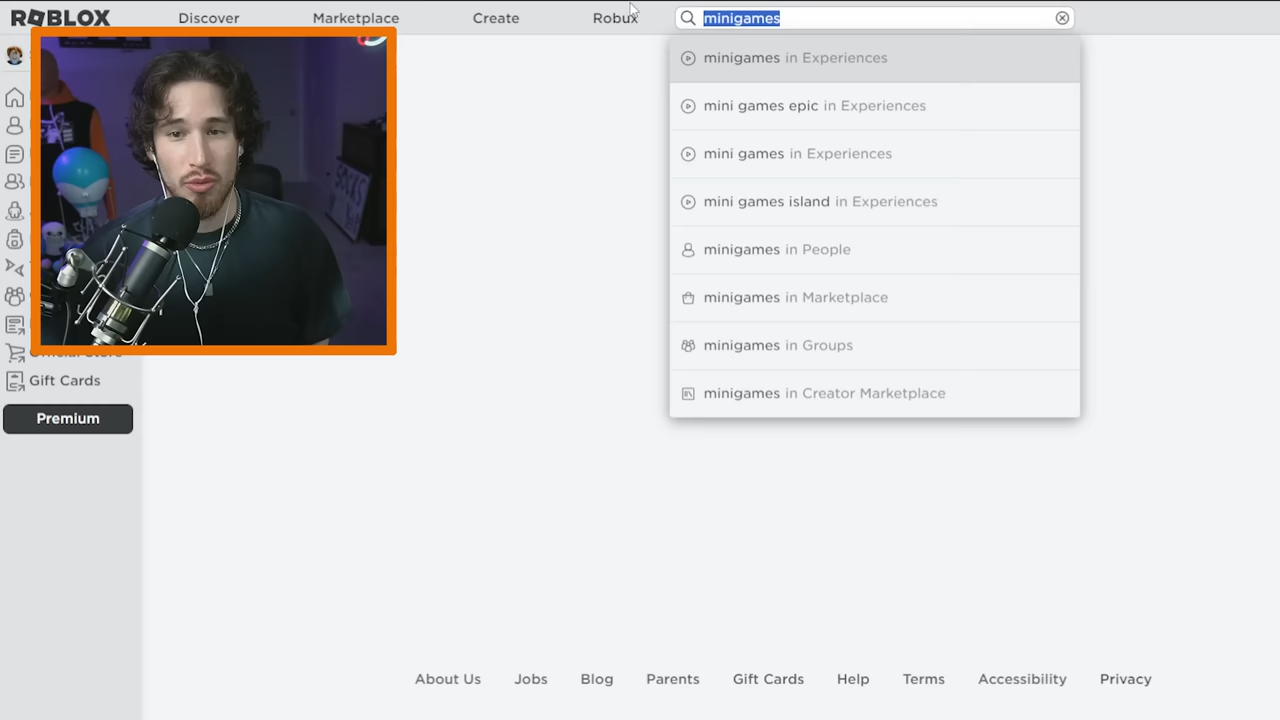 ROBLOX
Discover
Marketplace
Create
Robux
minigames
minigames in Experiences
mini games epic in Experiences
mini games in Experiences
mini games island in Experiences
minigames in People
minigames in Marketplace
minigames in Groups
minigames in Creator Marketplace
Official Store
Gift Cards
Premium
About Us
Jobs
Blog
Parents
Gift Cards
Help
Terms
Accessibility
Privacy